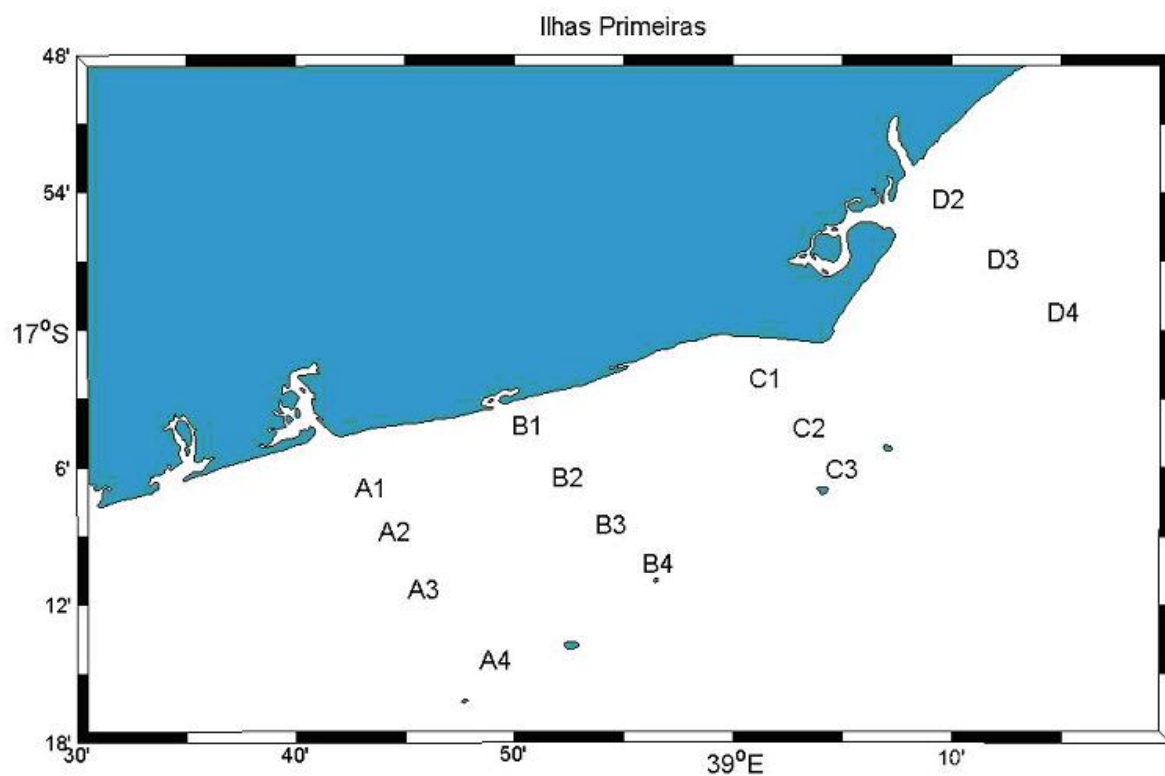 Ilhas Primeiras
48'
54'
D2
D3
D4
17°S
C1
B1
C2
6'
C3
A1
B2
A2
B3
B4
A3
12'
A4
18'
30'
40'
50'
39°E
10'